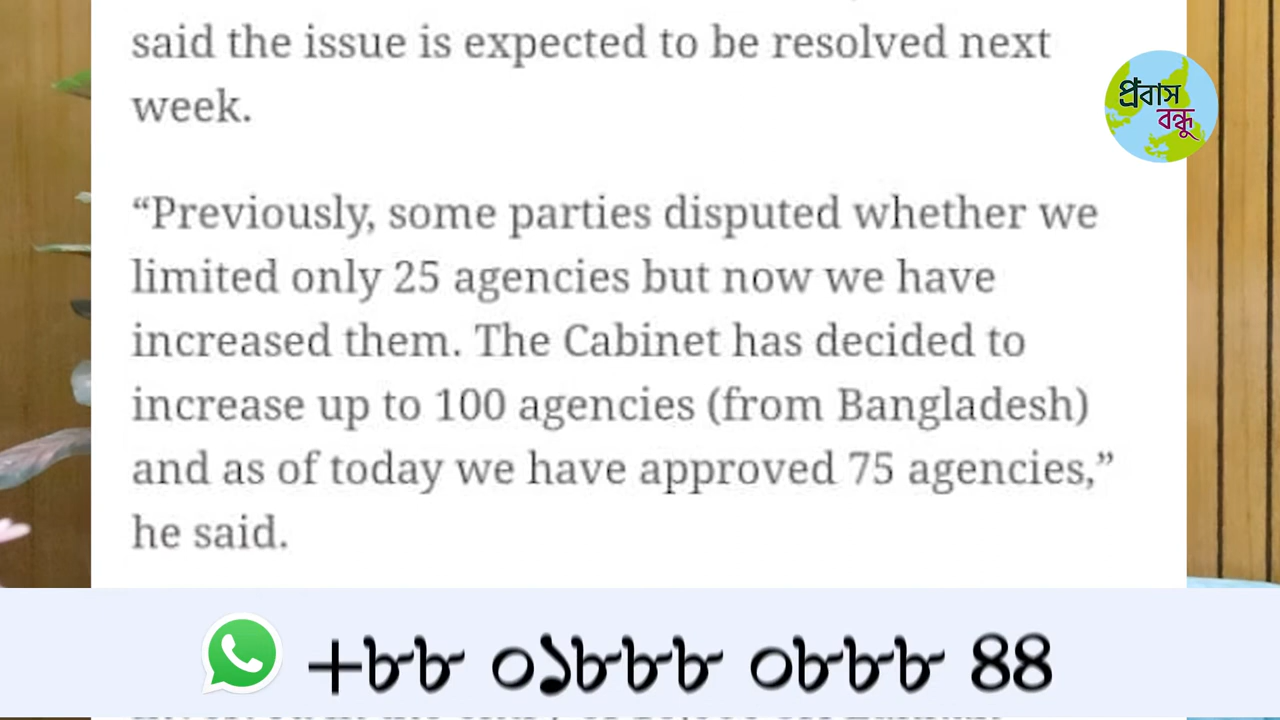 said the issue is expected to be resolved next
week.
প্রবাস
বন্ধু
“Previously, some parties disputed whether we
limited only 25 agencies but now we have
increased them. The Cabinet has decided to
increase up to 100 agencies (from Bangladesh)
and as of today we have approved 75 agencies,”
he said.
+৮৮ ০১৮৮৮ ০৮৮৮ ৪৪